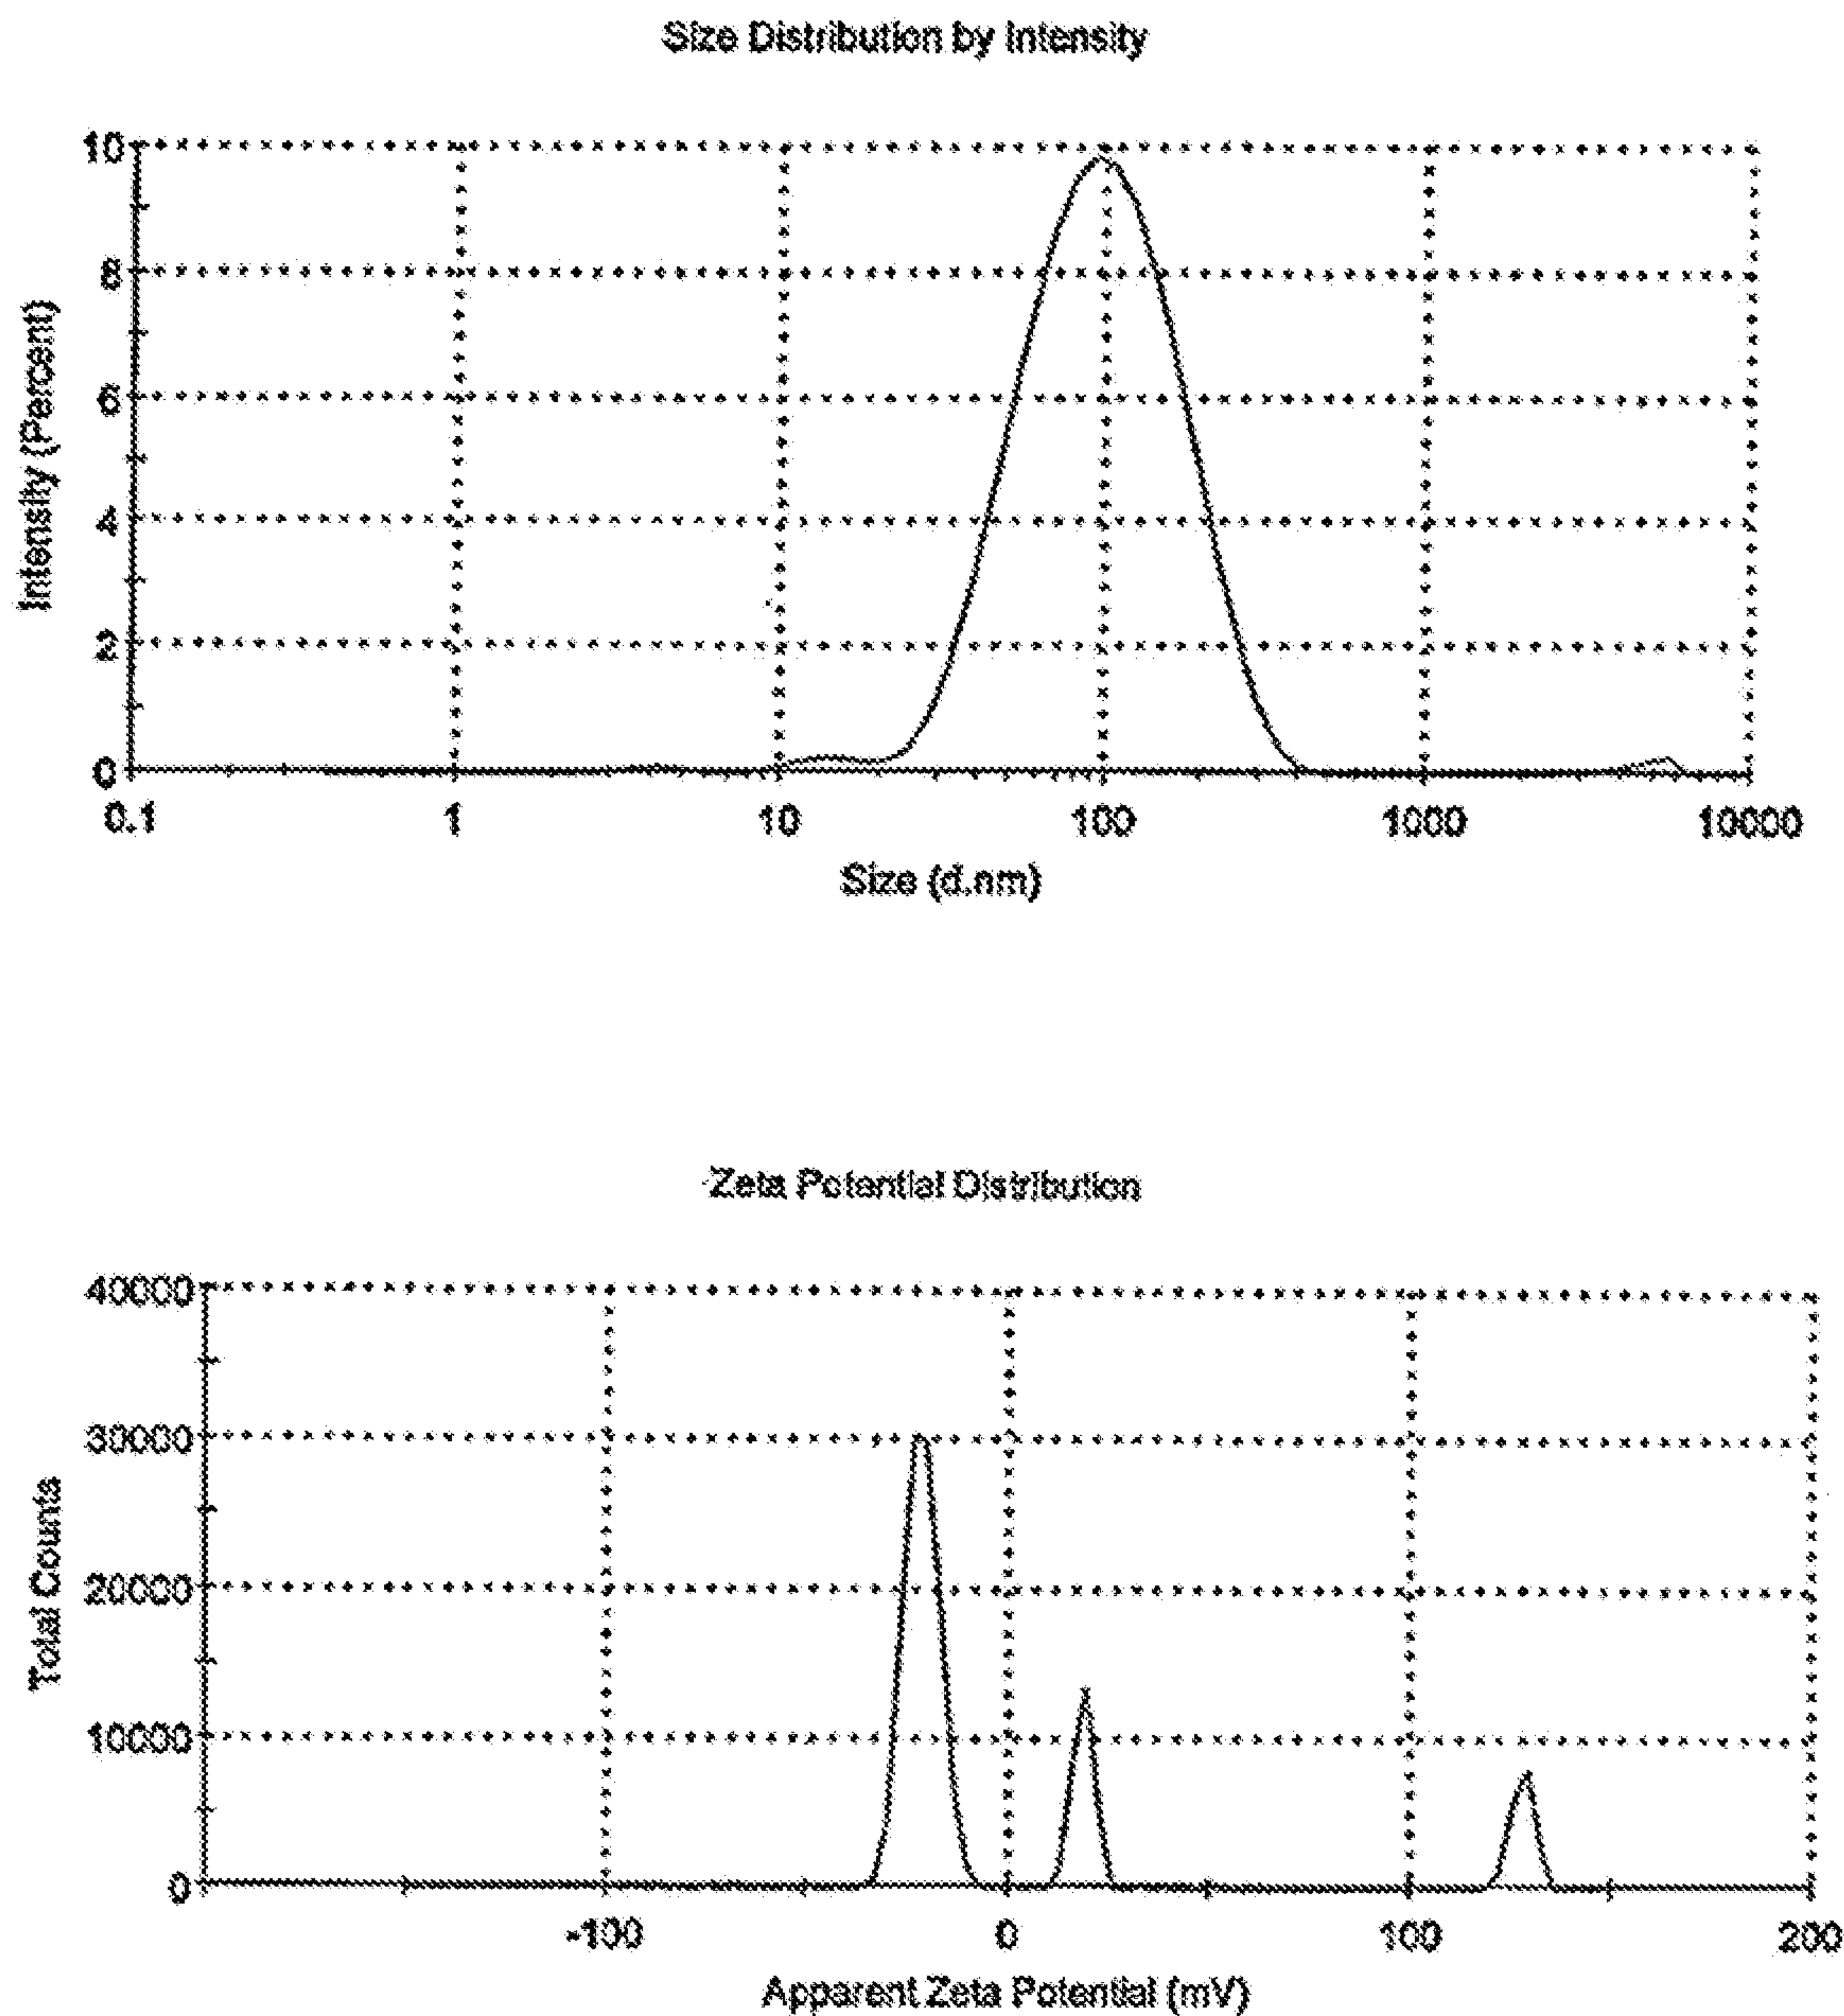 Size Distribution by Intensity
10
8
6
4
2
0
Intensity (Percent)
0.1 1 10 100 1000 10000
Size (d.nm)
Zeta Potential Distribution
40000
30000
20000
10000
0
Total Counts
-100 0 100 200
Apparent Zeta Potential (mV)